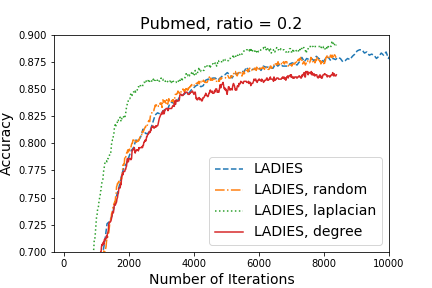 Pubmed, ratio = 0.2
Accuracy
0.900
0.875
0.850
0.825
0.800
0.775
0.750
0.725
0.700
LADIES
LADIES, random
LADIES, laplacian
LADIES, degree
0 2000 4000 6000 8000 10000
Number of Iterations